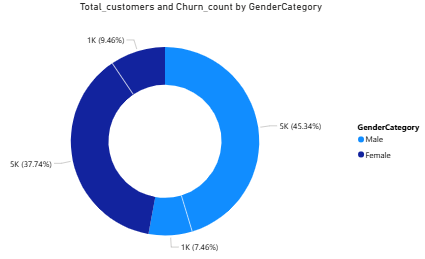 Total_customers and Churn_count by GenderCategory
1K (9.46%)
5K (45.34%)
GenderCategory
Male
Female
5K (37.74%)
1K (7.46%)